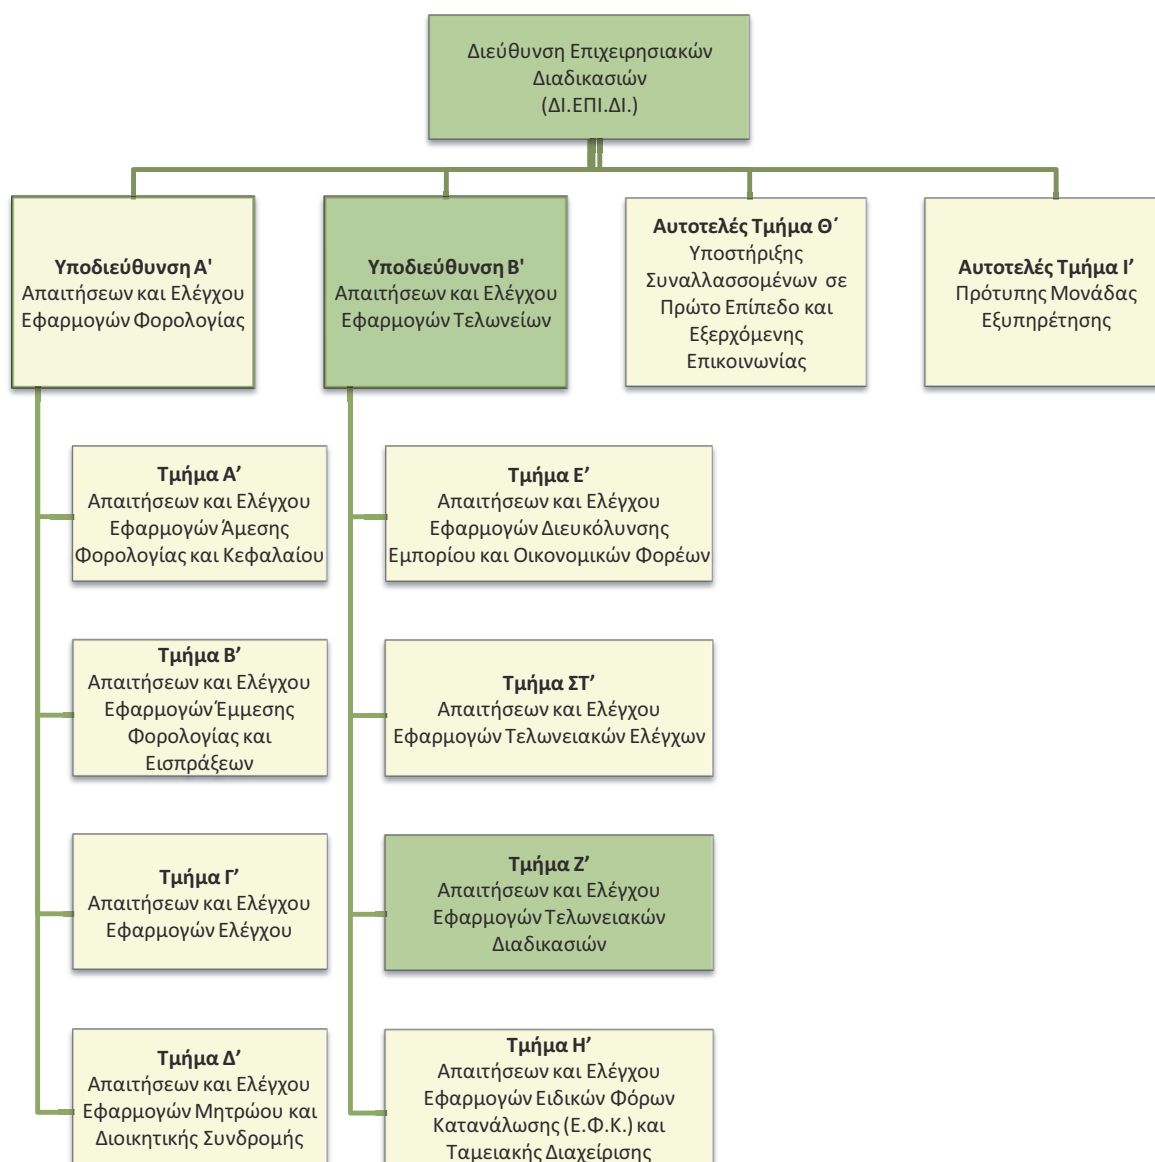 Διεύθυνση Επιχειρησιακών
Διαδικασιών
(ΔΙ.ΕΠΙ.ΔΙ.)
Υποδιεύθυνση Α'
Απαιτήσεων και Ελέγχου
Εφαρμογών Φορολογίας
Υποδιεύθυνση Β'
Απαιτήσεων και Ελέγχου
Εφαρμογών Τελωνείων
Αυτοτελές Τμήμα Θ΄
Υποστήριξης
Συναλλασσομένων σε
Πρώτο Επίπεδο και
Εξερχόμενης
Επικοινωνίας
Αυτοτελές Τμήμα Ι’
Πρότυπης Μονάδας
Εξυπηρέτησης
Τμήμα Α’
Απαιτήσεων και Ελέγχου
Εφαρμογών Άμεσης
Φορολογίας και Κεφαλαίου
Τμήμα Β’
Απαιτήσεων και Ελέγχου
Εφαρμογών Έμμεσης
Φορολογίας και
Εισπράξεων
Τμήμα Γ’
Απαιτήσεων και Ελέγχου
Εφαρμογών Ελέγχου
Τμήμα Δ’
Απαιτήσεων και Ελέγχου
Εφαρμογών Μητρώου και
Διοικητικής Συνδρομής
Τμήμα Ε’
Απαιτήσεων και Ελέγχου
Εφαρμογών Διευκόλυνσης
Εμπορίου και Οικονομικών Φορέων
Τμήμα ΣΤ’
Απαιτήσεων και Ελέγχου
Εφαρμογών Τελωνειακών Ελέγχων
Τμήμα Ζ’
Απαιτήσεων και Ελέγχου
Εφαρμογών Τελωνειακών
Διαδικασιών
Τμήμα Η’
Απαιτήσεων και Ελέγχου
Εφαρμογών Ειδικών Φόρων
Κατανάλωσης (Ε.Φ.Κ.) και
Ταμειακής Διαχείρισης